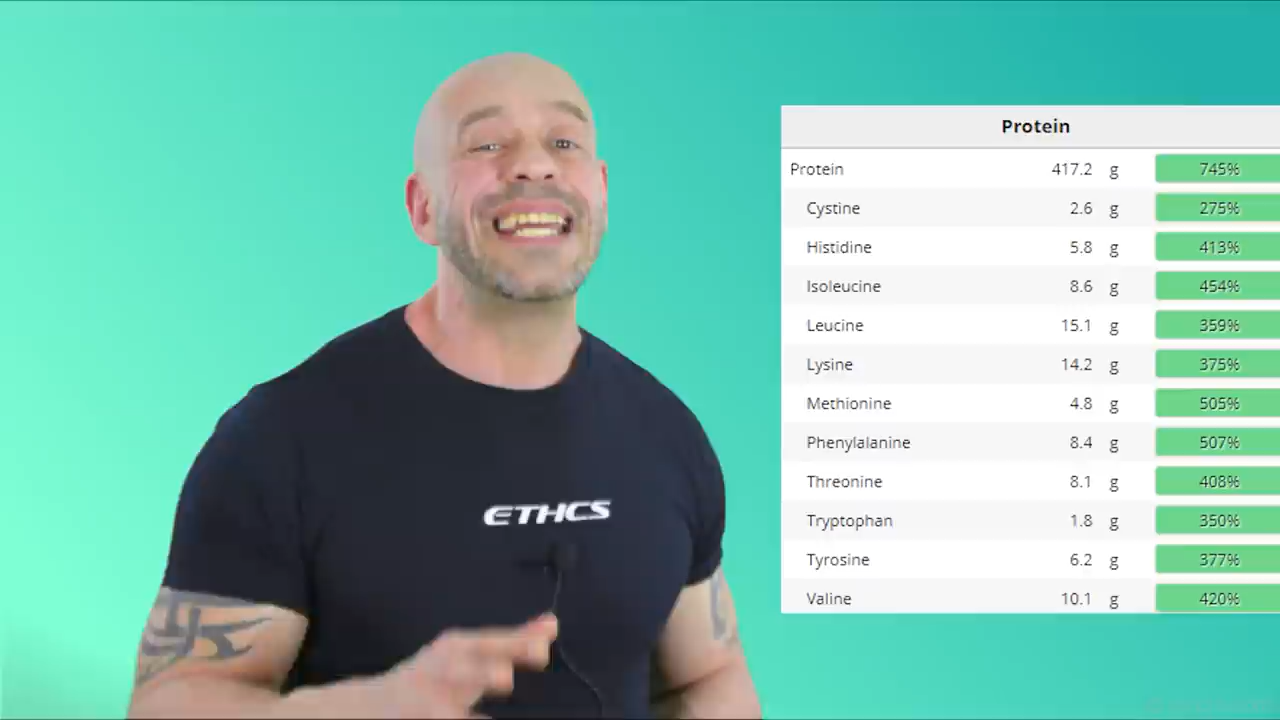 ETHCS
Protein
Protein 417.2 g 745%
Cystine 2.6 g 275%
Histidine 5.8 g 413%
Isoleucine 8.6 g 454%
Leucine 15.1 g 359%
Lysine 14.2 g 375%
Methionine 4.8 g 505%
Phenylalanine 8.4 g 507%
Threonine 8.1 g 408%
Tryptophan 1.8 g 350%
Tyrosine 6.2 g 377%
Valine 10.1 g 420%